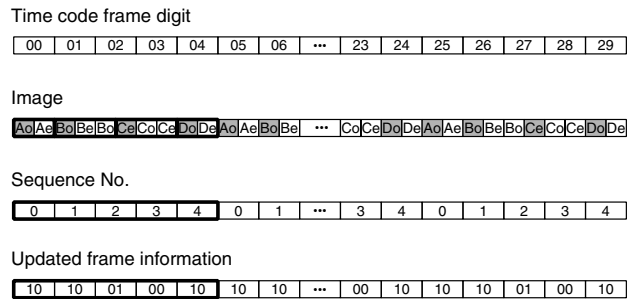 Time code frame digit
00 01 02 03 04 05 06 ••• 23 24 25 26 27 28 29
Image
Ao Ae Bo Be Bo Ce Co Ce Do De Ao Ae Bo Be ••• Co Ce Do De Ao Ae Bo Be Bo Ce Co Ce Do De
Sequence No.
0 1 2 3 4 0 1 ••• 3 4 0 1 2 3 4
Updated frame information
10 10 01 00 10 10 10 ••• 00 10 10 10 01 00 10